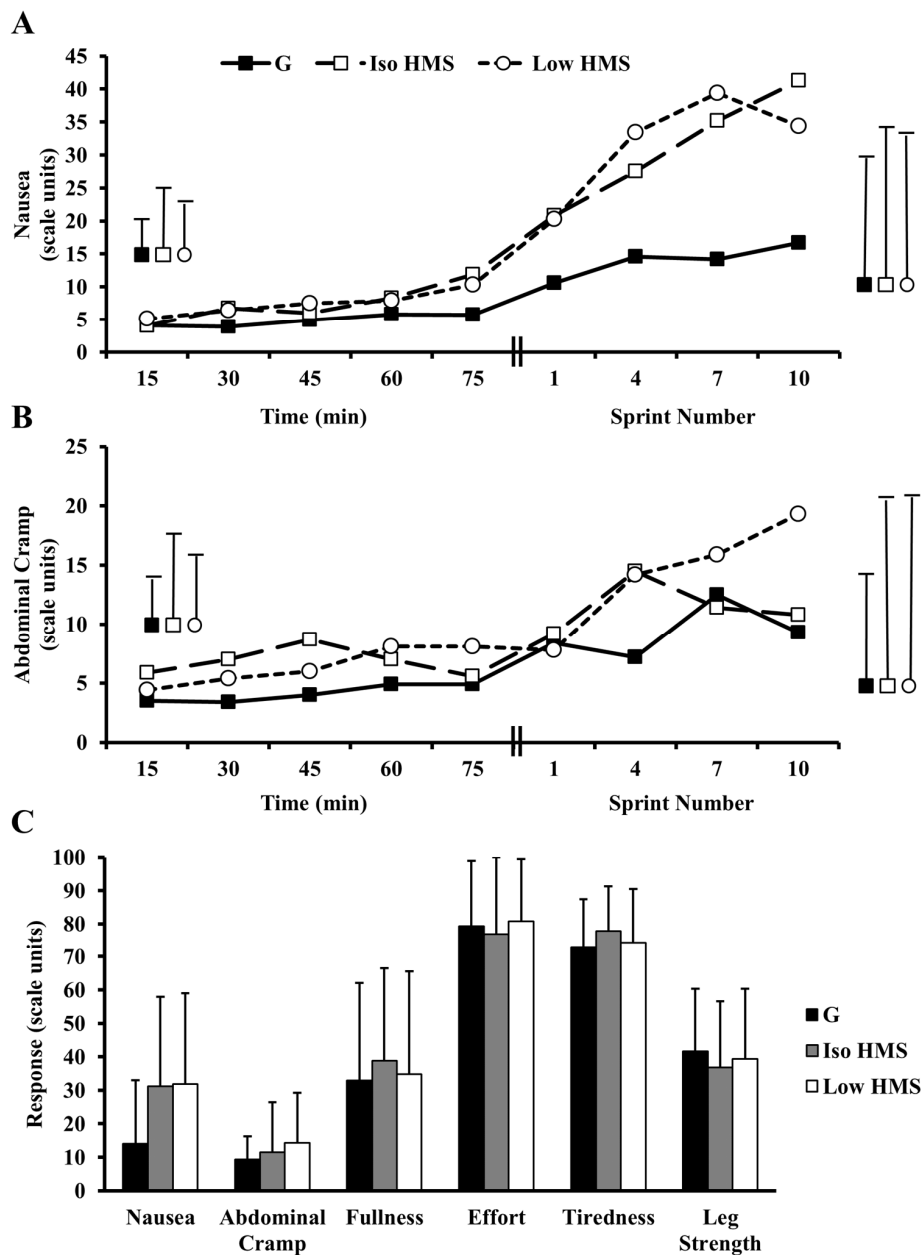 A
G Iso HMS Low HMS
45
40
35
30
25
20
15
10
5
0
Nausea
(scale units)
15 30 45 60 75 1 4 7 10
Time (min) Sprint Number
B
25
20
15
10
5
0
Abdominal Cramp
(scale units)
15 30 45 60 75 1 4 7 10
Time (min) Sprint Number
C
100
90
80
70
60
50
40
30
20
10
0
Response (scale units)
G
Iso HMS
Low HMS
Nausea Abdominal Fullness Effort Tiredness Leg
Cramp Strength